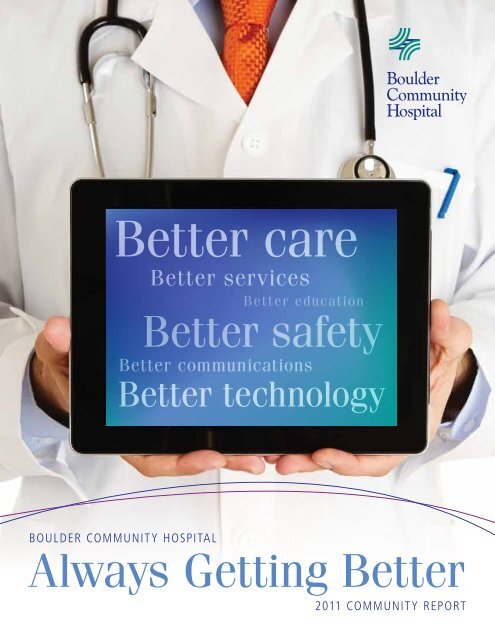 Boulder
Community
Hospital
Better care
Better services
Better education
Better safety
Better communications
Better technology
BOULDER COMMUNITY HOSPITAL
Always Getting Better
2011 COMMUNITY REPORT